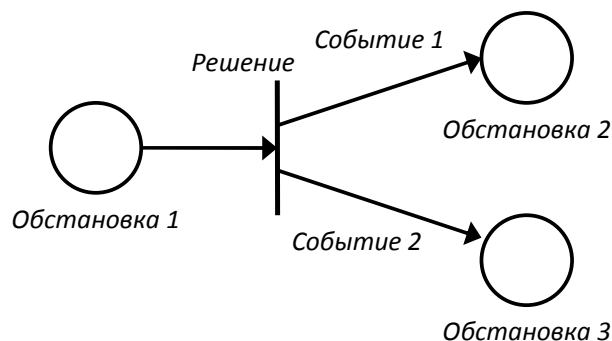 Событие 1
Решение
Обстановка 2
Обстановка 1
Событие 2
Обстановка 3